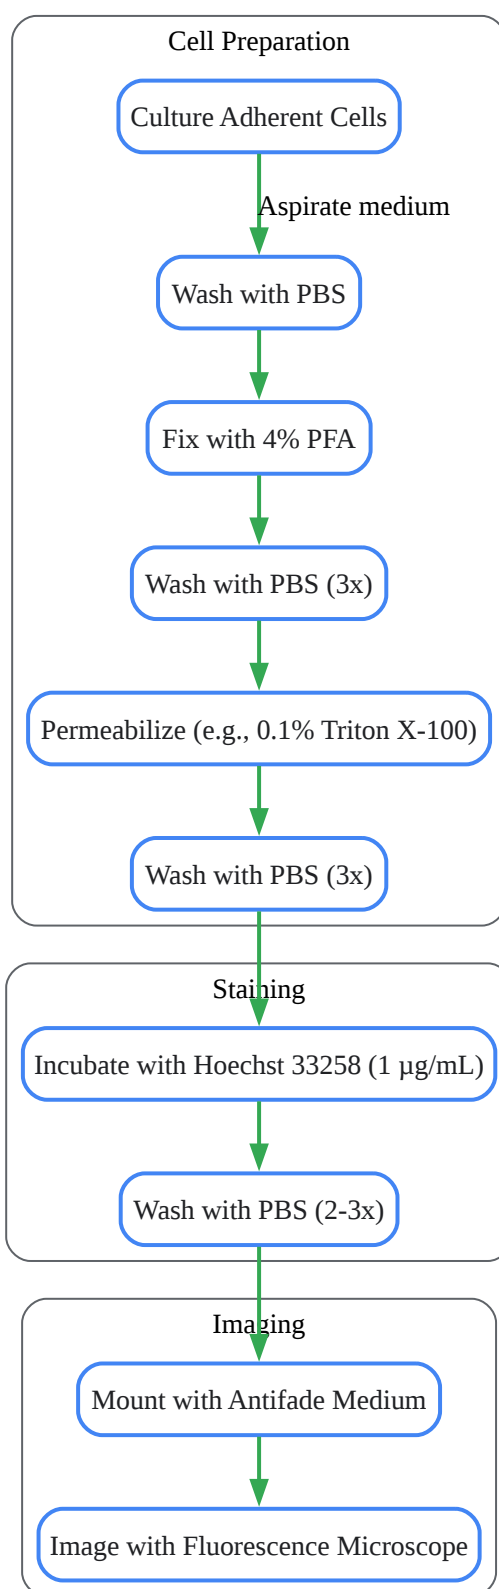 Cell Preparation
Culture Adherent Cells
Aspirate medium
Wash with PBS
Fix with 4% PFA
Wash with PBS (3x)
Permeabilize (e.g., 0.1% Triton X-100)
Wash with PBS (3x)
Staining
Incubate with Hoechst 33258 (1 µg/mL)
Wash with PBS (2-3x)
Imaging
Mount with Antifade Medium
Image with Fluorescence Microscope